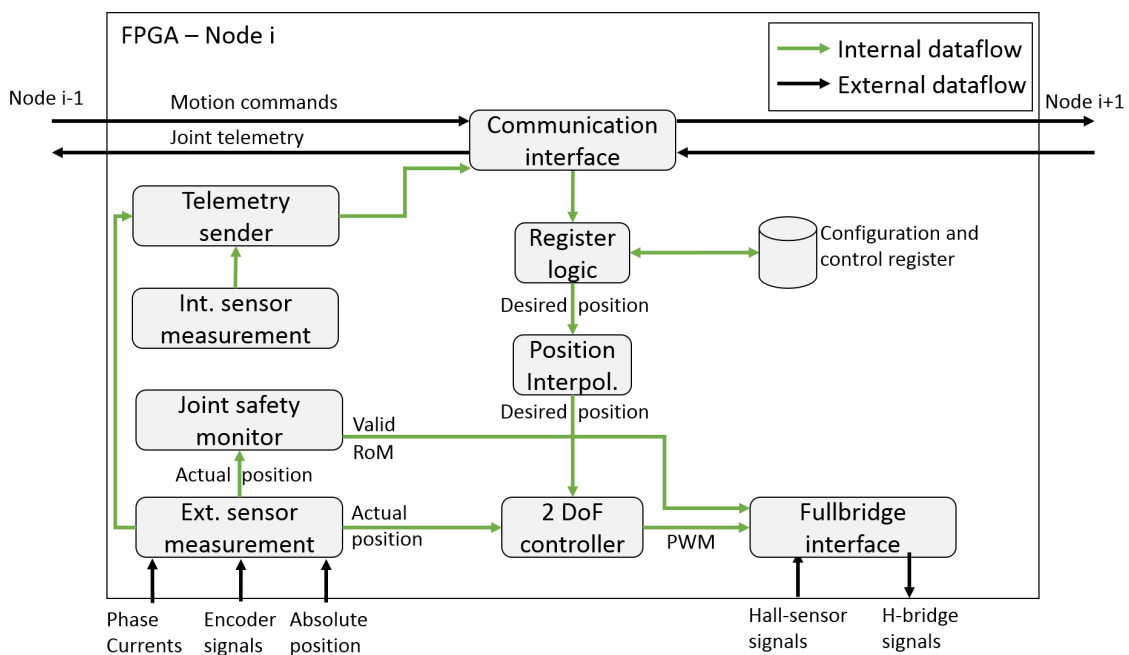 FPGA – Node i
Internal dataflow
External dataflow
Node i-1
Motion commands
Node i+1
Joint telemetry
Communication
interface
Telemetry
sender
Register
logic
Configuration and
control register
Int. sensor
measurement
Desired position
Position
Interpol.
Desired position
Joint safety
monitor
Valid
RoM
Actual position
Ext. sensor
measurement
Actual
position
2 DoF
controller
PWM
Fullbridge
interface
Phase
Currents
Encoder
signals
Absolute
position
Hall-sensor
signals
H-bridge
signals